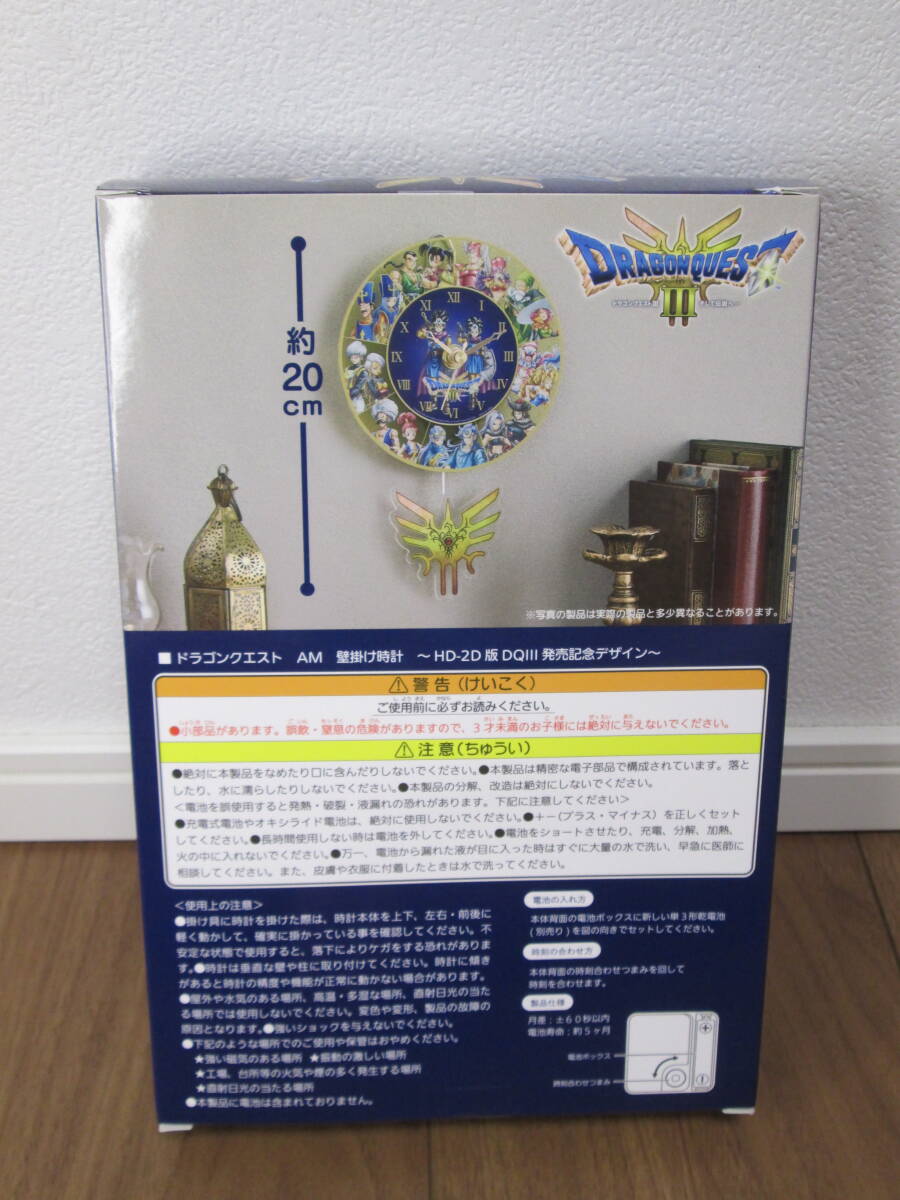 DRAGON QUEST
III
約
20
cm
XII
I
II
III
IV
VI
VII
VIII
IX
X
XI
※写真の製品は実際の製品と多少異なることがあります。
■ ドラゴンクエスト　AM　壁掛け時計　～HD-2D版DQIII発売記念デザイン～
⚠警告（けいこく）
ご使用前に必ずお読みください。
●小部品があります。誤飲・窒息の危険がありますので、3才未満のお子様には絶対に与えないでください。
⚠注意（ちゅうい）
●絶対に本製品をなめたり口に含んだりしないでください。●本製品は精密な電子部品で構成されています。落と
したり、水に濡らしたりしないでください。●本製品の分解、改造は絶対にしないでください。
＜電池を誤使用すると発熱・破裂・液漏れの恐れがあります。下記に注意してください＞
●充電式電池やオキシライド電池は、絶対に使用しないでください。●＋－（プラス・マイナス）を正しくセット
してください。●長時間使用しない時は電池を外してください。●電池をショートさせたり、充電、分解、加熱、
火の中に入れないでください。●万一、電池から漏れた液が目に入った時はすぐに大量の水で洗い、早急に医師に
相談してください。また、皮膚や衣服に付着したときは水で洗ってください。
＜使用上の注意＞
●掛け具に時計を掛けた際は、時計本体を上下、左右・前後に
軽く動かして、確実に掛かっている事を確認してください。不
安定な状態で使用すると、落下によりケガをする恐れがありま
す。●時計は垂直な壁や柱に取り付けてください。時計に傾き
があると時計の精度や機能が正常に動かない場合があります。
●屋外や水気のある場所、高温・多湿な場所、直射日光の当た
る場所では使用しないでください。変色や変形、製品の故障の
原因となります。●強いショックを与えないでください。
●下記のような場所でのご使用や保管はおやめください。
★強い磁気のある場所　★振動の激しい場所
★工場、台所等の火気や煙の多く発生する場所
★直射日光の当たる場所
●本製品に電池は含まれておりません。
電池の入れ方
本体背面の電池ボックスに新しい単3形乾電池
(別売り)を図の向きでセットしてください。
時刻の合わせ方
本体背面の時刻合わせつまみを回して
時刻を合わせます。
製品仕様
月差：±60秒以内
電池寿命：約5ヶ月
電池ボックス
時刻合わせつまみ